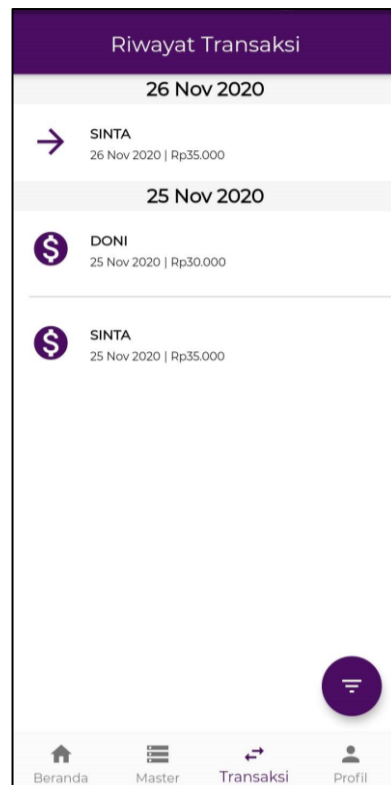 Riwayat Transaksi
26 Nov 2020
SINTA
26 Nov 2020 | Rp35.000
25 Nov 2020
DONI
25 Nov 2020 | Rp30.000
SINTA
25 Nov 2020 | Rp35.000
Beranda Master Transaksi Profil